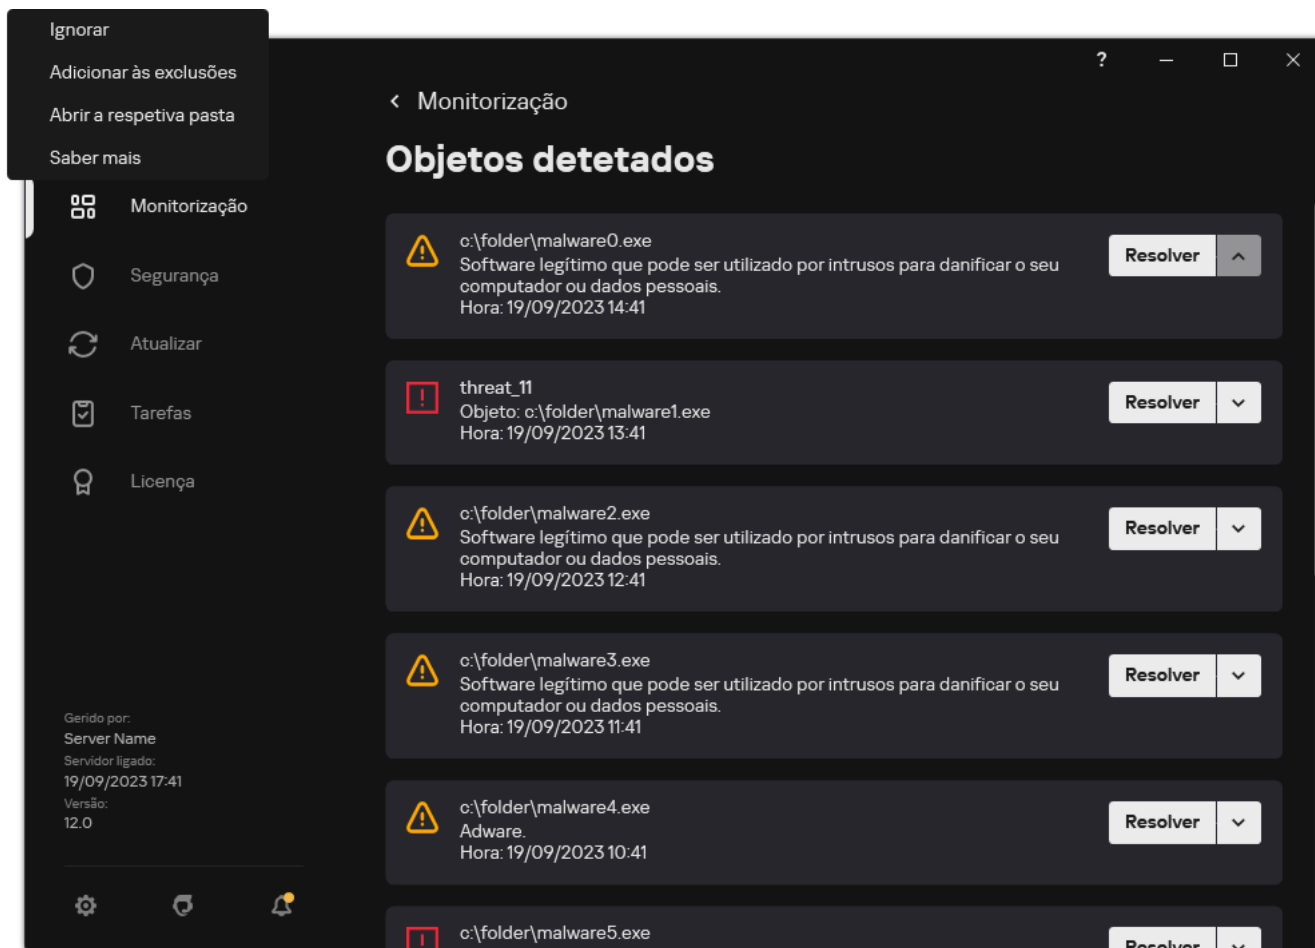 Ignorar
Adicionar às exclusões
Abrir a respetiva pasta
Saber mais
?
Monitorização
Objetos detetados
Monitorização
Segurança
Atualizar
Tarefas
Licença
c:\folder\malware0.exe
Software legítimo que pode ser utilizado por intrusos para danificar o seu
computador ou dados pessoais.
Hora: 19/09/2023 14:41
Resolver
threat_11
Objeto: c:\folder\malware1.exe
Hora: 19/09/2023 13:41
Resolver
c:\folder\malware2.exe
Software legítimo que pode ser utilizado por intrusos para danificar o seu
computador ou dados pessoais.
Hora: 19/09/2023 12:41
Resolver
c:\folder\malware3.exe
Software legítimo que pode ser utilizado por intrusos para danificar o seu
computador ou dados pessoais.
Hora: 19/09/2023 11:41
Resolver
c:\folder\malware4.exe
Adware.
Hora: 19/09/2023 10:41
Resolver
c:\folder\malware5.exe
Resolver
Gerido por:
Server Name
Servidor ligado:
19/09/2023 17:41
Versão:
12.0